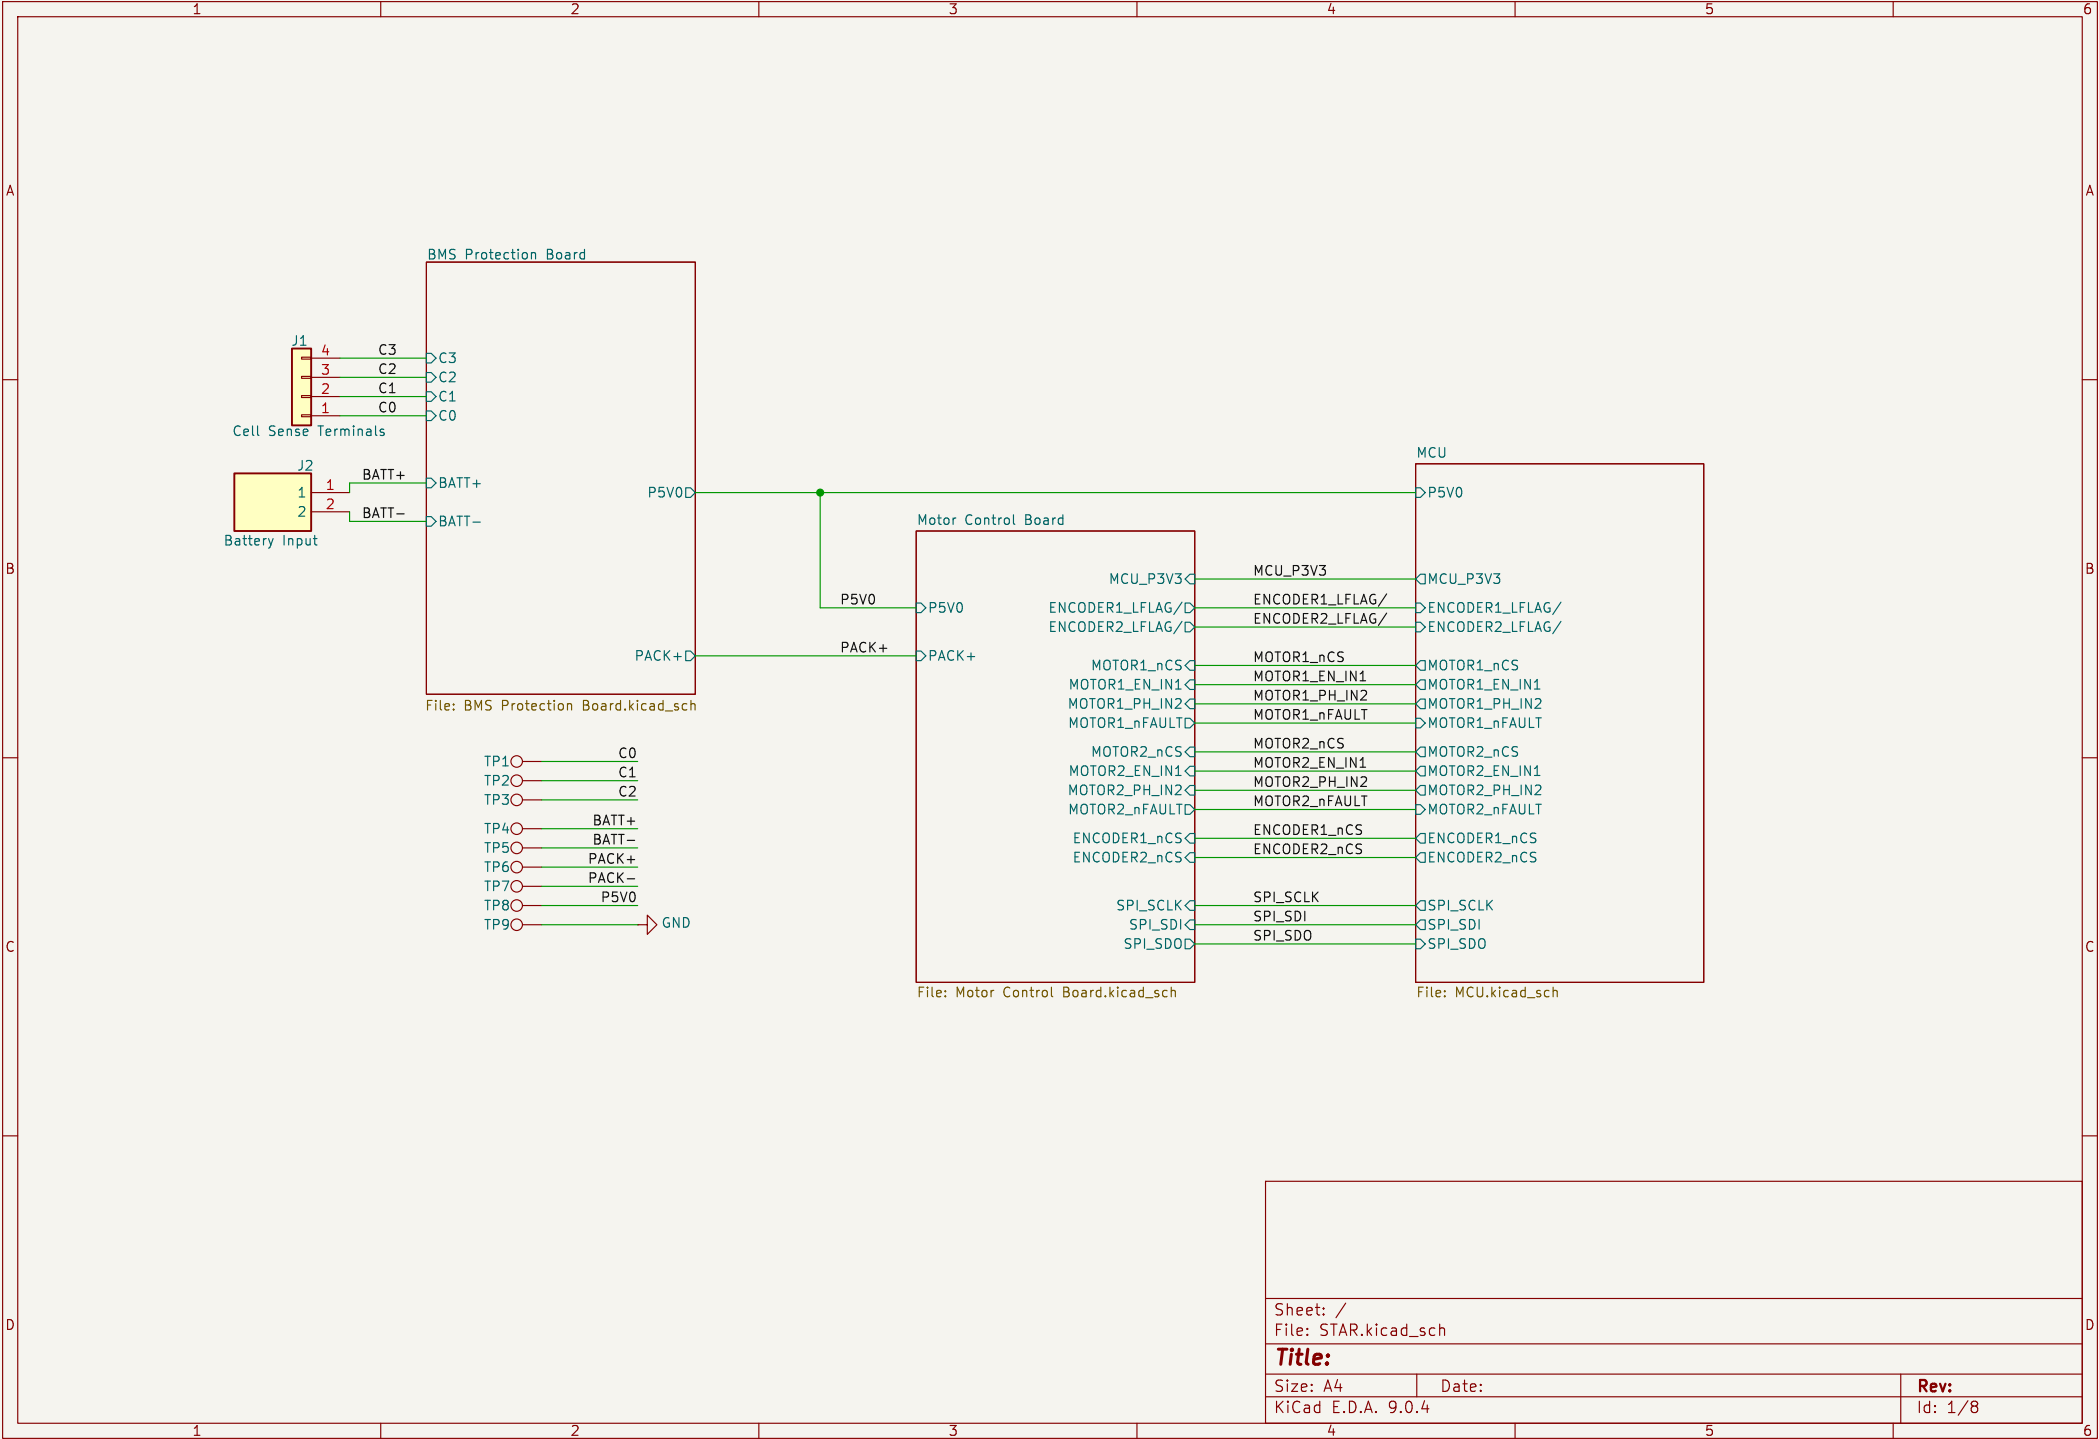 1 2 3 4 5 6
A A
BMS Protection Board
J1
4 C3 C3
3 C2 C2
2 C1 C1
1 C0 C0
Cell Sense Terminals
J2
1 1 BATT+ BATT+
2 2 BATT- BATT-
Battery Input
P5V0
PACK+
File: BMS Protection Board.kicad_sch
TP1 C0
TP2 C1
TP3 C2
TP4 BATT+
TP5 BATT-
TP6 PACK+
TP7 PACK-
TP8 P5V0
TP9 GND
Motor Control Board
P5V0 P5V0
PACK+ PACK+
MCU
P5V0
B B
MCU_P3V3 MCU_P3V3 MCU_P3V3
ENCODER1_LFLAG/ ENCODER1_LFLAG/ ENCODER1_LFLAG/
ENCODER2_LFLAG/ ENCODER2_LFLAG/ ENCODER2_LFLAG/
MOTOR1_nCS MOTOR1_nCS MOTOR1_nCS
MOTOR1_EN_IN1 MOTOR1_EN_IN1 MOTOR1_EN_IN1
MOTOR1_PH_IN2 MOTOR1_PH_IN2 MOTOR1_PH_IN2
MOTOR1_nFAULT MOTOR1_nFAULT MOTOR1_nFAULT
MOTOR2_nCS MOTOR2_nCS MOTOR2_nCS
MOTOR2_EN_IN1 MOTOR2_EN_IN1 MOTOR2_EN_IN1
MOTOR2_PH_IN2 MOTOR2_PH_IN2 MOTOR2_PH_IN2
MOTOR2_nFAULT MOTOR2_nFAULT MOTOR2_nFAULT
ENCODER1_nCS ENCODER1_nCS ENCODER1_nCS
ENCODER2_nCS ENCODER2_nCS ENCODER2_nCS
SPI_SCLK SPI_SCLK SPI_SCLK
SPI_SDI SPI_SDI SPI_SDI
SPI_SDO SPI_SDO SPI_SDO
C C
File: Motor Control Board.kicad_sch
File: MCU.kicad_sch
D D
Sheet: /
File: STAR.kicad_sch
Title:
Size: A4 Date: Rev:
KiCad E.D.A. 9.0.4 Id: 1/8
1 2 3 4 5 6